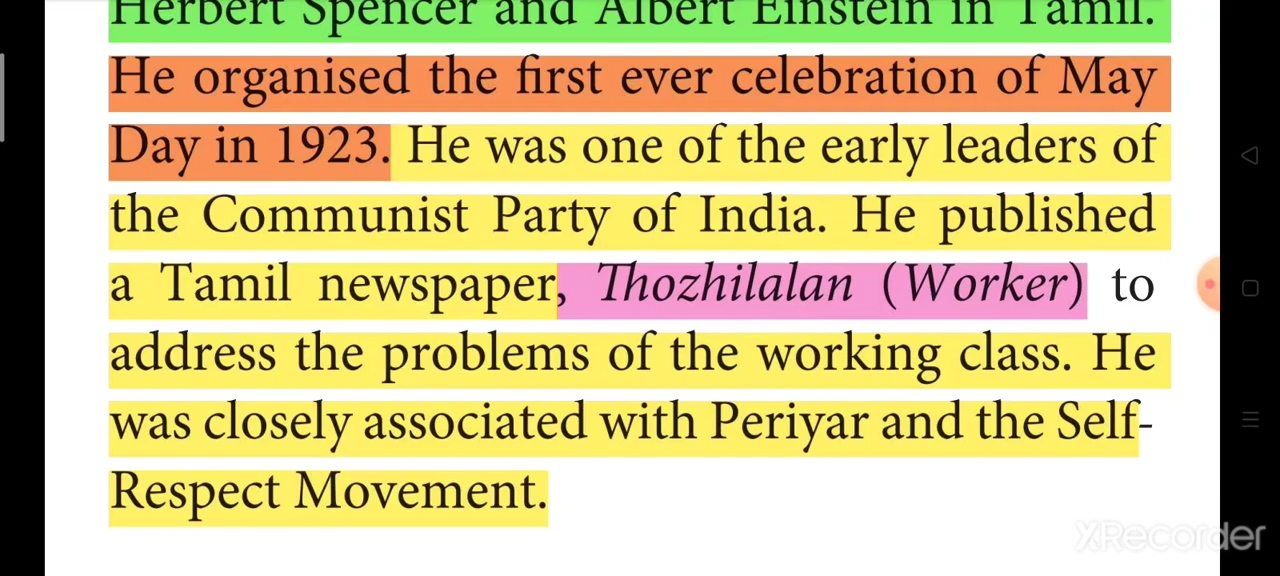 Herbert Spencer and Albert Einstein in Tamil.
He organised the first ever celebration of May
Day in 1923. He was one of the early leaders of
the Communist Party of India. He published
a Tamil newspaper, Thozhilalan (Worker) to
address the problems of the working class. He
was closely associated with Periyar and the Self-
Respect Movement.
XRecorder